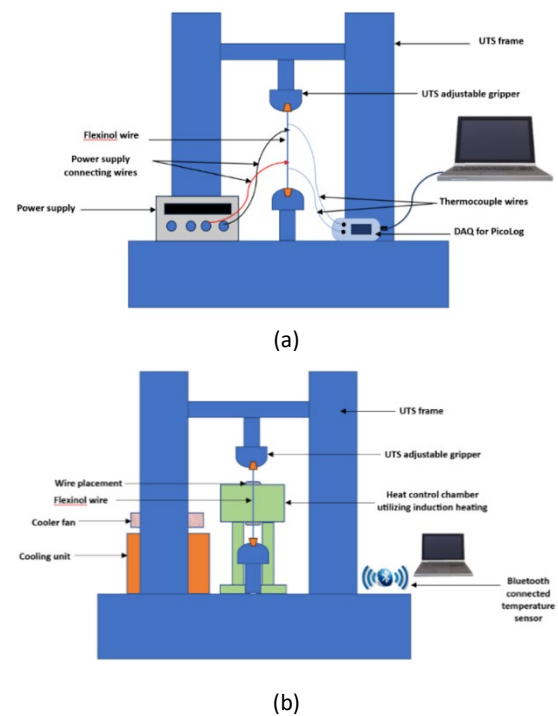 UTS frame
UTS adjustable gripper
Flexinol wire
Power supply
connecting wires
Power supply
Thermocouple wires
DAQ for PicoLog
(a)
UTS frame
UTS adjustable gripper
Wire placement
Flexinol wire
Heat control chamber
utilizing induction heating
Cooler fan
Cooling unit
Bluetooth
connected
temperature
sensor
(b)